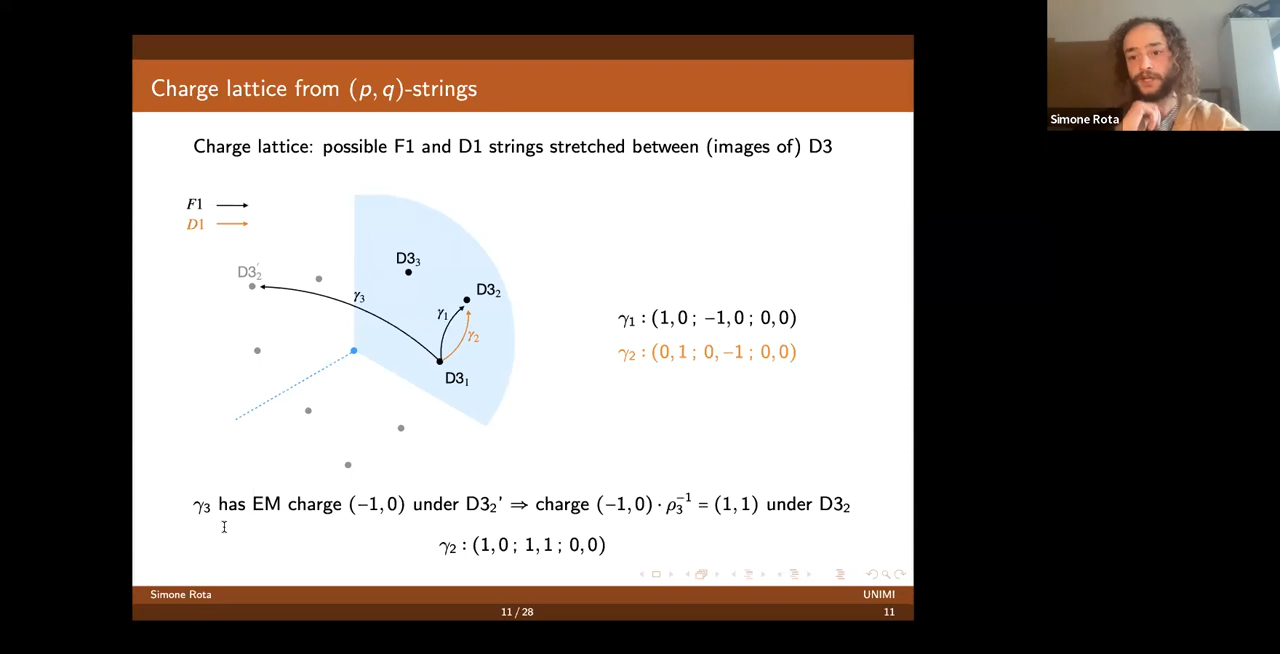 Charge lattice from (p, q)-strings
Simone Rota
Charge lattice: possible F1 and D1 strings stretched between (images of) D3
F1
D1
D3₃
D3₂′
D3₂
γ₃
γ₁
γ₂
D3₁
γ₁ : (1, 0 ; −1, 0 ; 0, 0)
γ₂ : (0, 1 ; 0, −1 ; 0, 0)
γ₃ has EM charge (−1, 0) under D3₂' ⇒ charge (−1, 0) · ρ₃⁻¹ = (1, 1) under D3₂
γ₂ : (1, 0 ; 1, 1 ; 0, 0)
Simone Rota
UNIMI
11 / 28
11